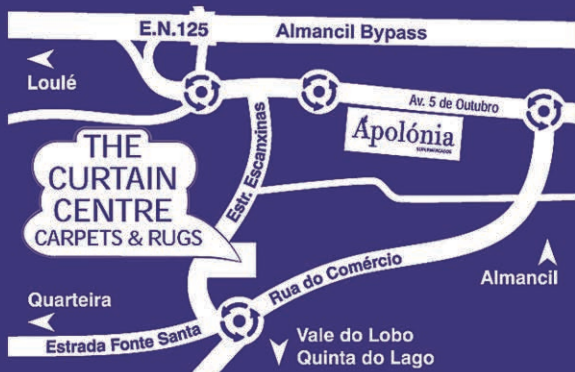 E.N.125
Almancil Bypass
Loulé
Av. 5 de Outubro
Apolónia
SUPERMERCADOS
THE
CURTAIN
CENTRE
CARPETS & RUGS
Estr. Escanxinas
Rua do Comércio
Almancil
Quarteira
Estrada Fonte Santa
Vale do Lobo
Quinta do Lago